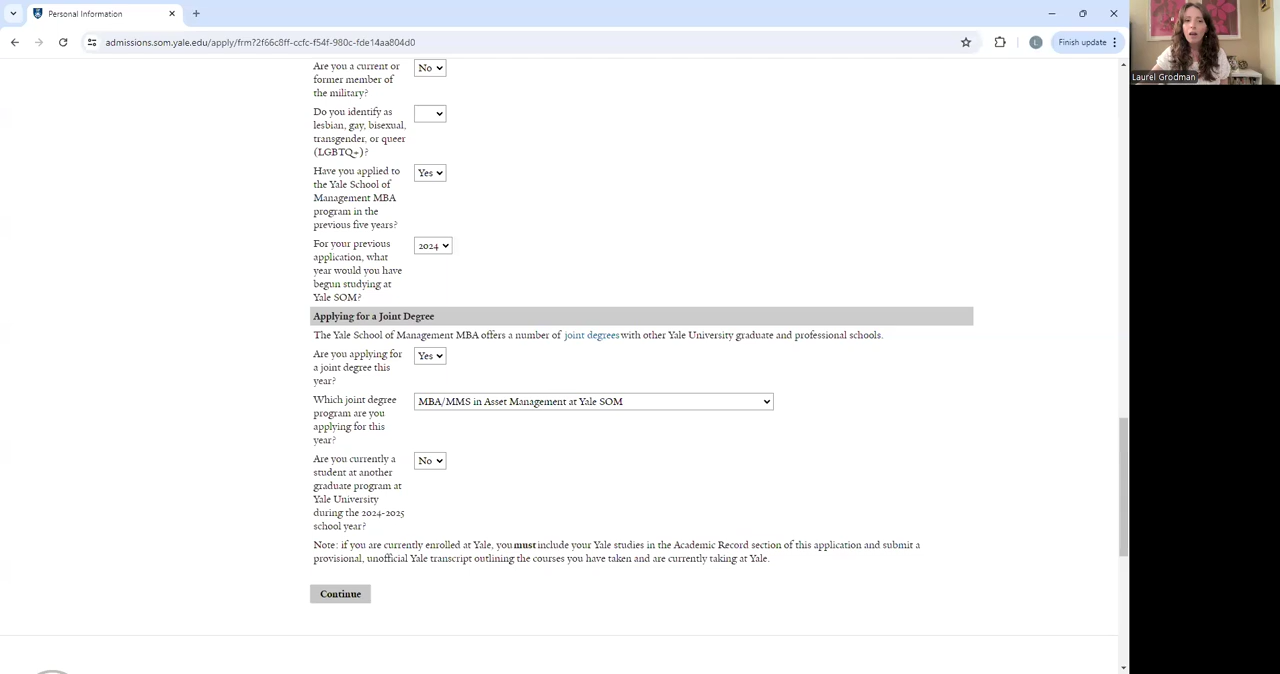 Personal Information
admissions.som.yale.edu/apply/frm?2f66c8ff-ccfc-f54f-980c-fde14aa804d0
L
Finish update
Laurel Grodman
Are you a current or
former member of
the military?
No
Do you identify as
lesbian, gay, bisexual,
transgender, or queer
(LGBTQ+)?
Have you applied to
the Yale School of
Management MBA
program in the
previous five years?
Yes
For your previous
application, what
year would you have
begun studying at
Yale SOM?
2024
Applying for a Joint Degree
The Yale School of Management MBA offers a number of joint degrees with other Yale University graduate and professional schools.
Are you applying for
a joint degree this
year?
Yes
Which joint degree
program are you
applying for this
year?
MBA/MMS in Asset Management at Yale SOM
Are you currently a
student at another
graduate program at
Yale University
during the 2024-2025
school year?
No
Note: if you are currently enrolled at Yale, you must include your Yale studies in the Academic Record section of this application and submit a
provisional, unofficial Yale transcript outlining the courses you have taken and are currently taking at Yale.
Continue